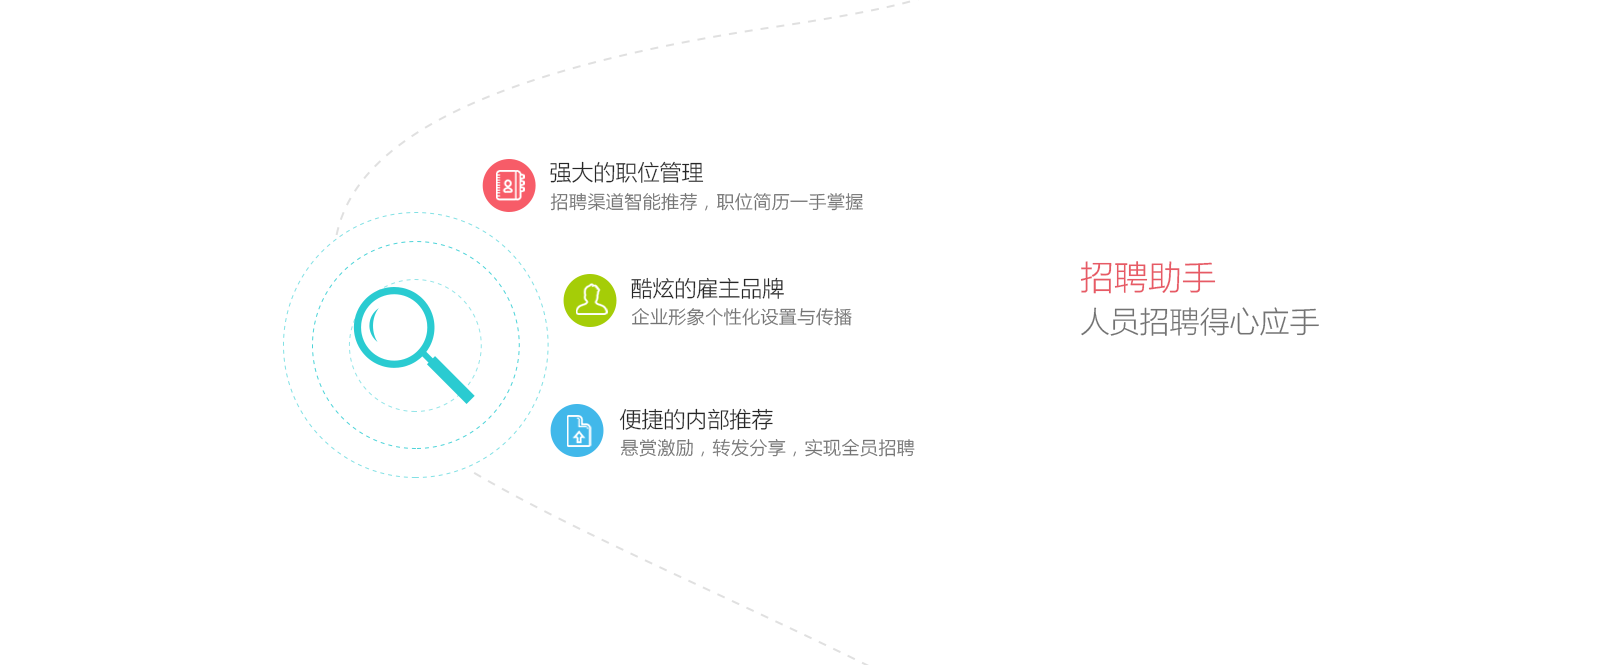 强大的职位管理
招聘渠道智能推荐，职位简历一手掌握
酷炫的雇主品牌
企业形象个性化设置与传播
便捷的内部推荐
悬赏激励，转发分享，实现全员招聘
招聘助手
人员招聘得心应手